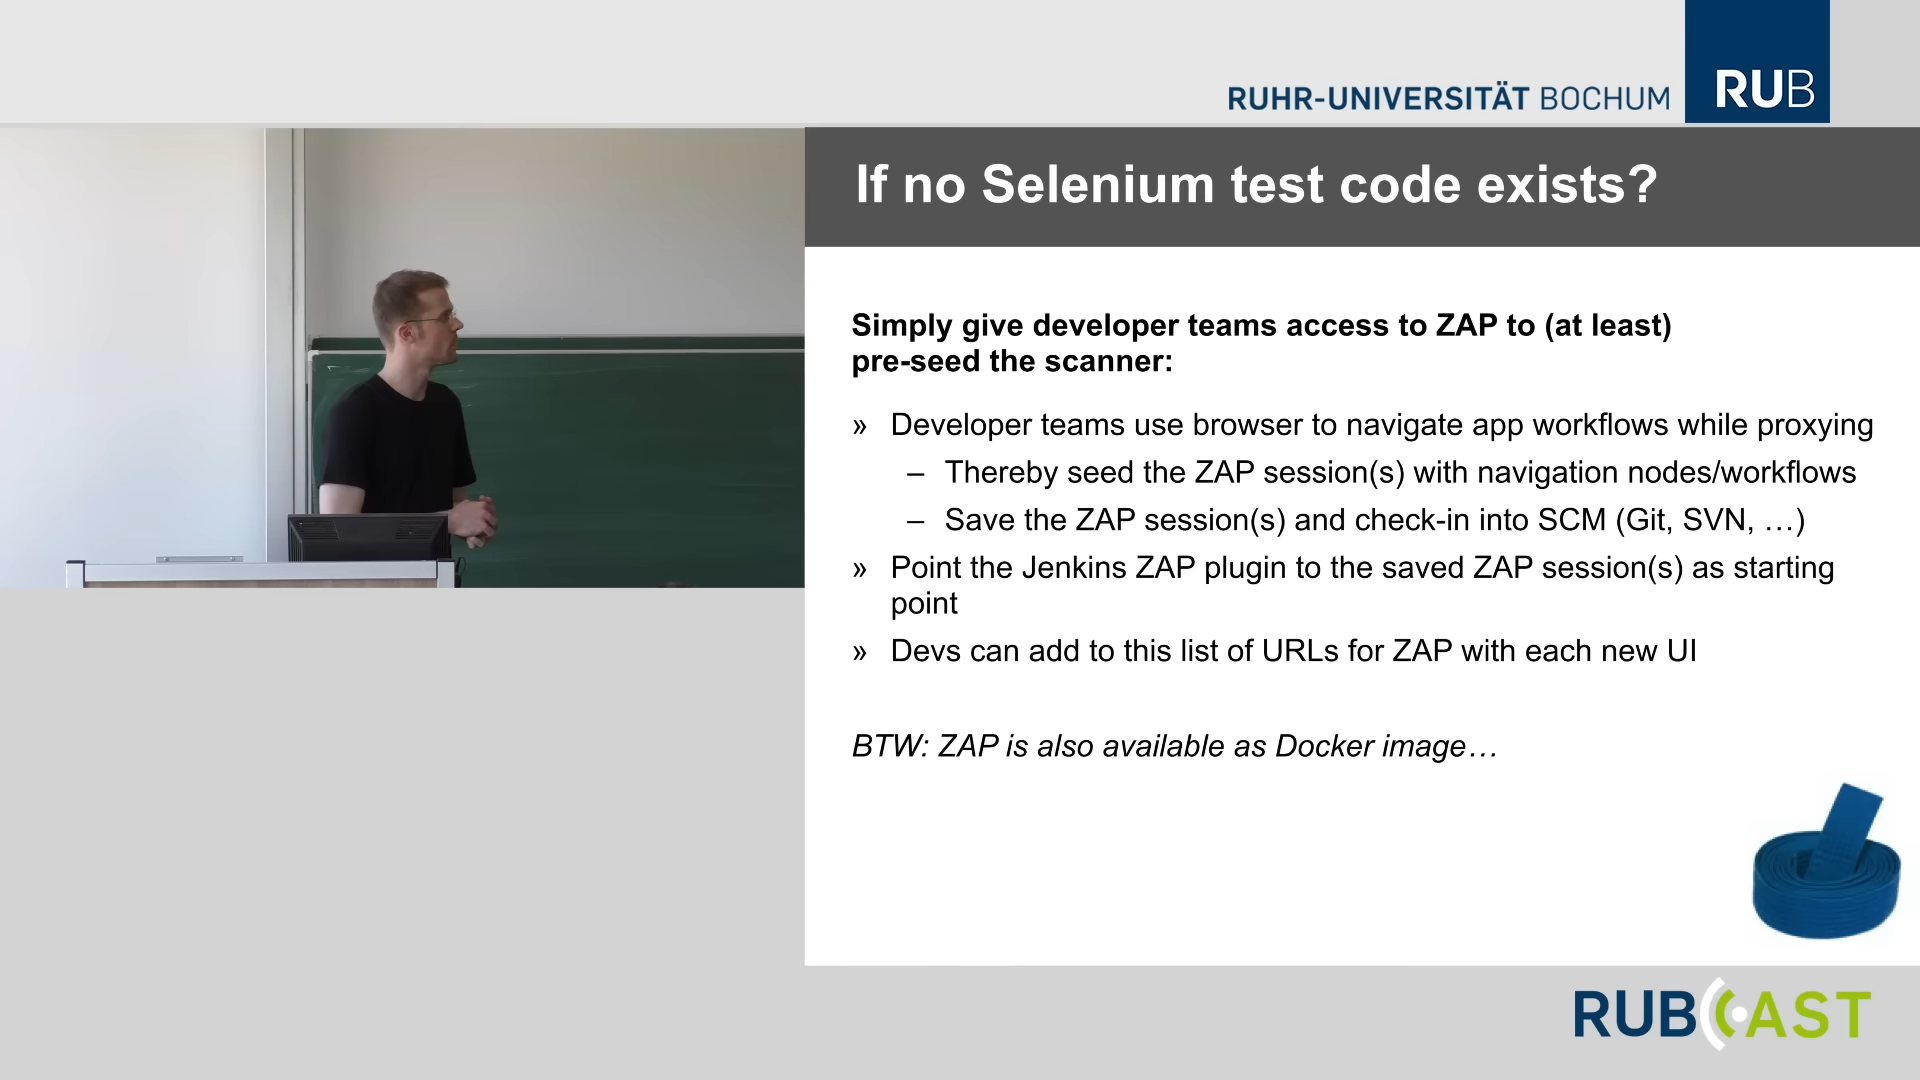 RUHR-UNIVERSITÄT BOCHUM
RUB
If no Selenium test code exists?
Simply give developer teams access to ZAP to (at least)
pre-seed the scanner:
» Developer teams use browser to navigate app workflows while proxying
– Thereby seed the ZAP session(s) with navigation nodes/workflows
– Save the ZAP session(s) and check-in into SCM (Git, SVN, …)
» Point the Jenkins ZAP plugin to the saved ZAP session(s) as starting
point
» Devs can add to this list of URLs for ZAP with each new UI
BTW: ZAP is also available as Docker image…
RUBCAST